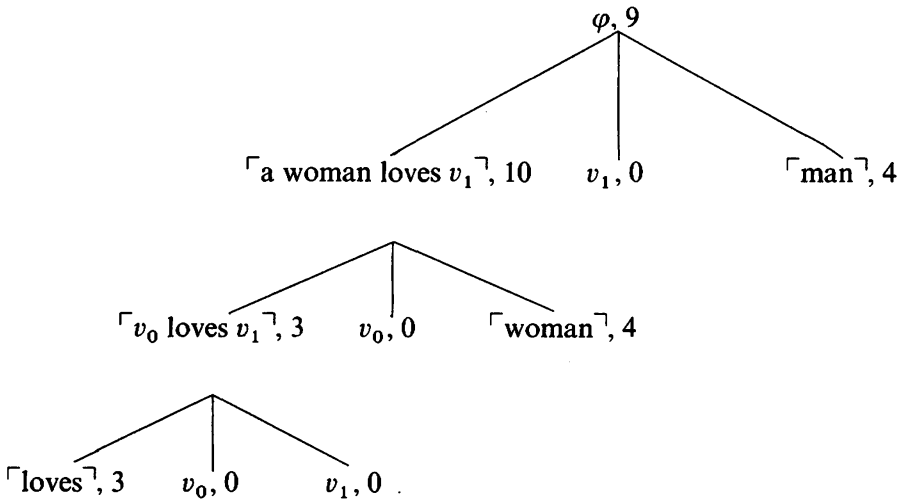 φ, 9
⌜a woman loves v₁⌝, 10 v₁, 0 ⌜man⌝, 4
⌜v₀ loves v₁⌝, 3 v₀, 0 ⌜woman⌝, 4
⌜loves⌝, 3 v₀, 0 v₁, 0